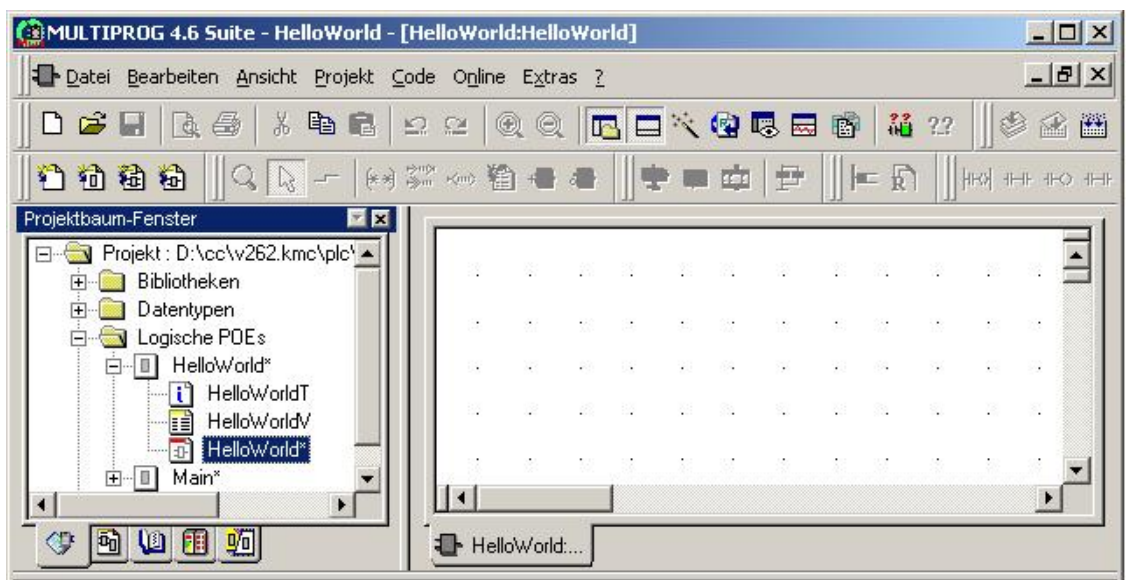 MULTIPROG 4.6 Suite - HelloWorld - [HelloWorld:HelloWorld]
Datei Bearbeiten Ansicht Projekt Code Online Extras ?
Projektbaum-Fenster
Projekt : D:\cc\v262.kmc\plc\
Bibliotheken
Datentypen
Logische POEs
HelloWorld*
HelloWorldT
HelloWorldV
HelloWorld*
Main*
HelloWorld:...